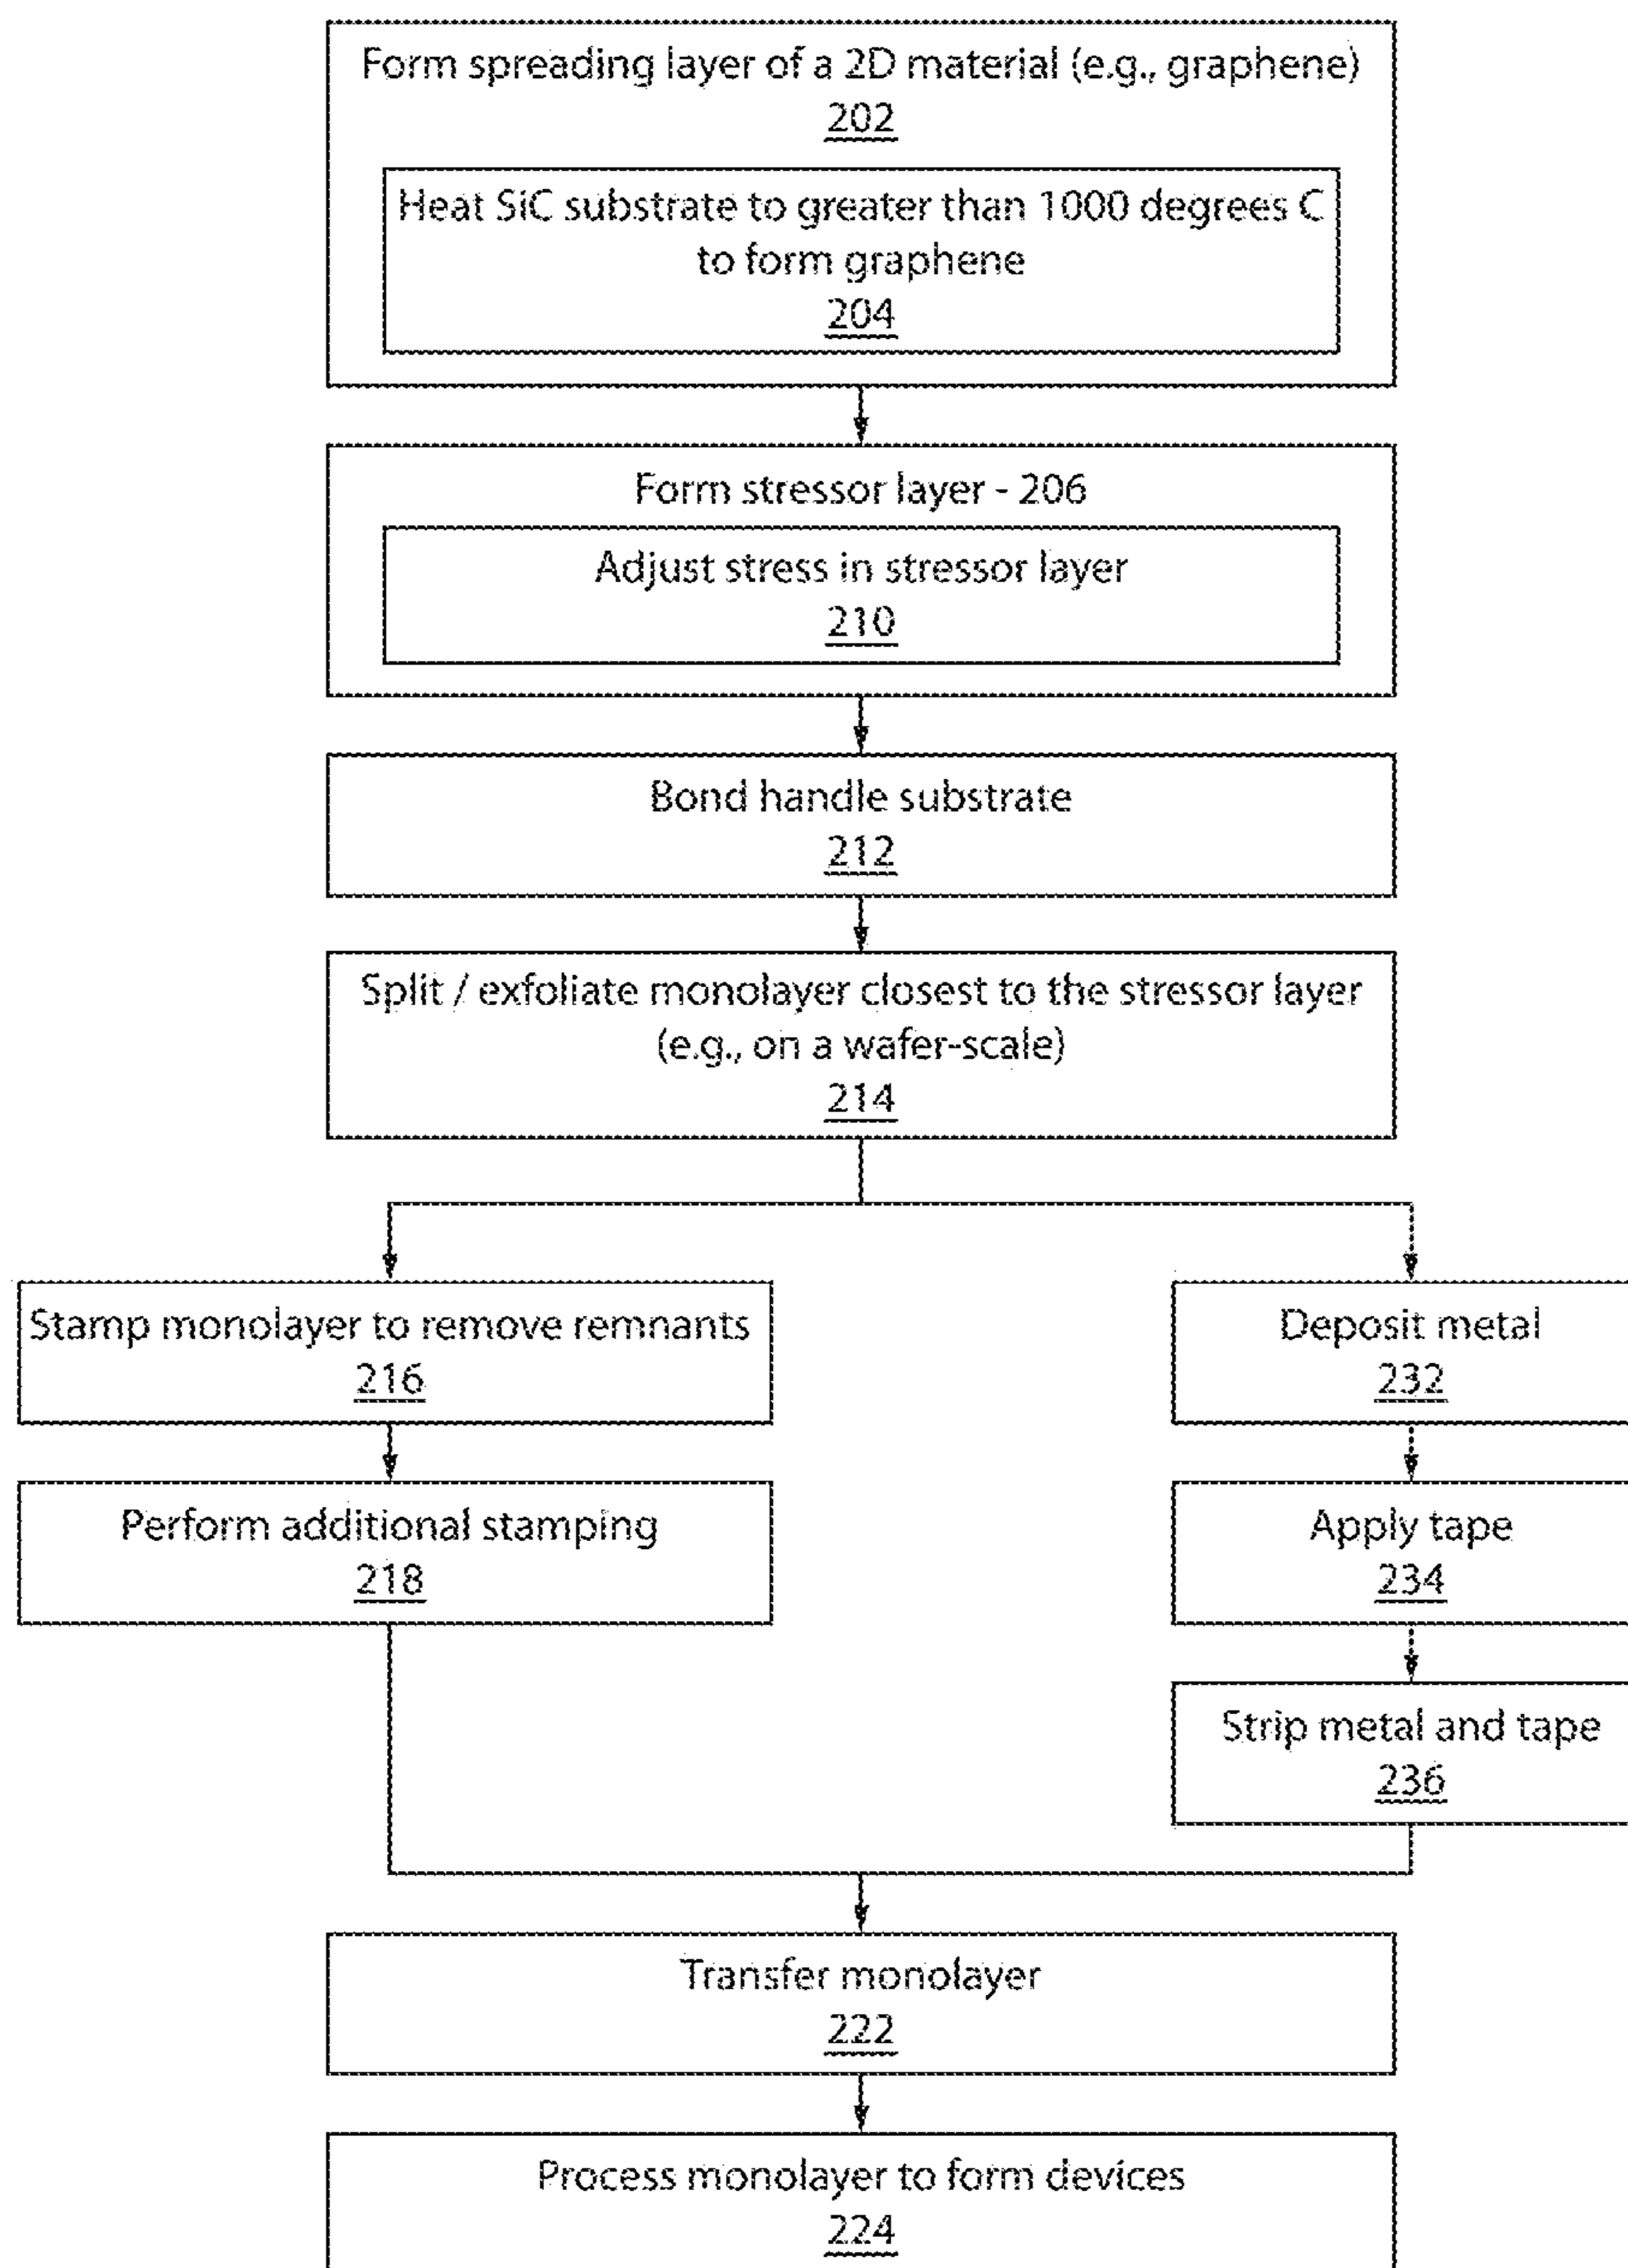 Form spreading layer of a 2D material (e.g., graphene)
202
Heat SiC substrate to greater than 1000 degrees C
to form graphene
204
Form stressor layer - 206
Adjust stress in stressor layer
210
Bond handle substrate
212
Split / exfoliate monolayer closest to the stressor layer
(e.g., on a wafer-scale)
214
Stamp monolayer to remove remnants
216
Perform additional stamping
218
Deposit metal
232
Apply tape
234
Strip metal and tape
236
Transfer monolayer
222
Process monolayer to form devices
224